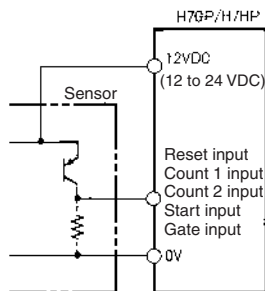 H7GP/H7HP
12VDC
(12 to 24 VDC)
Sensor
Reset input
Count 1 input
Count 2 input
Start input
Gate input
0V